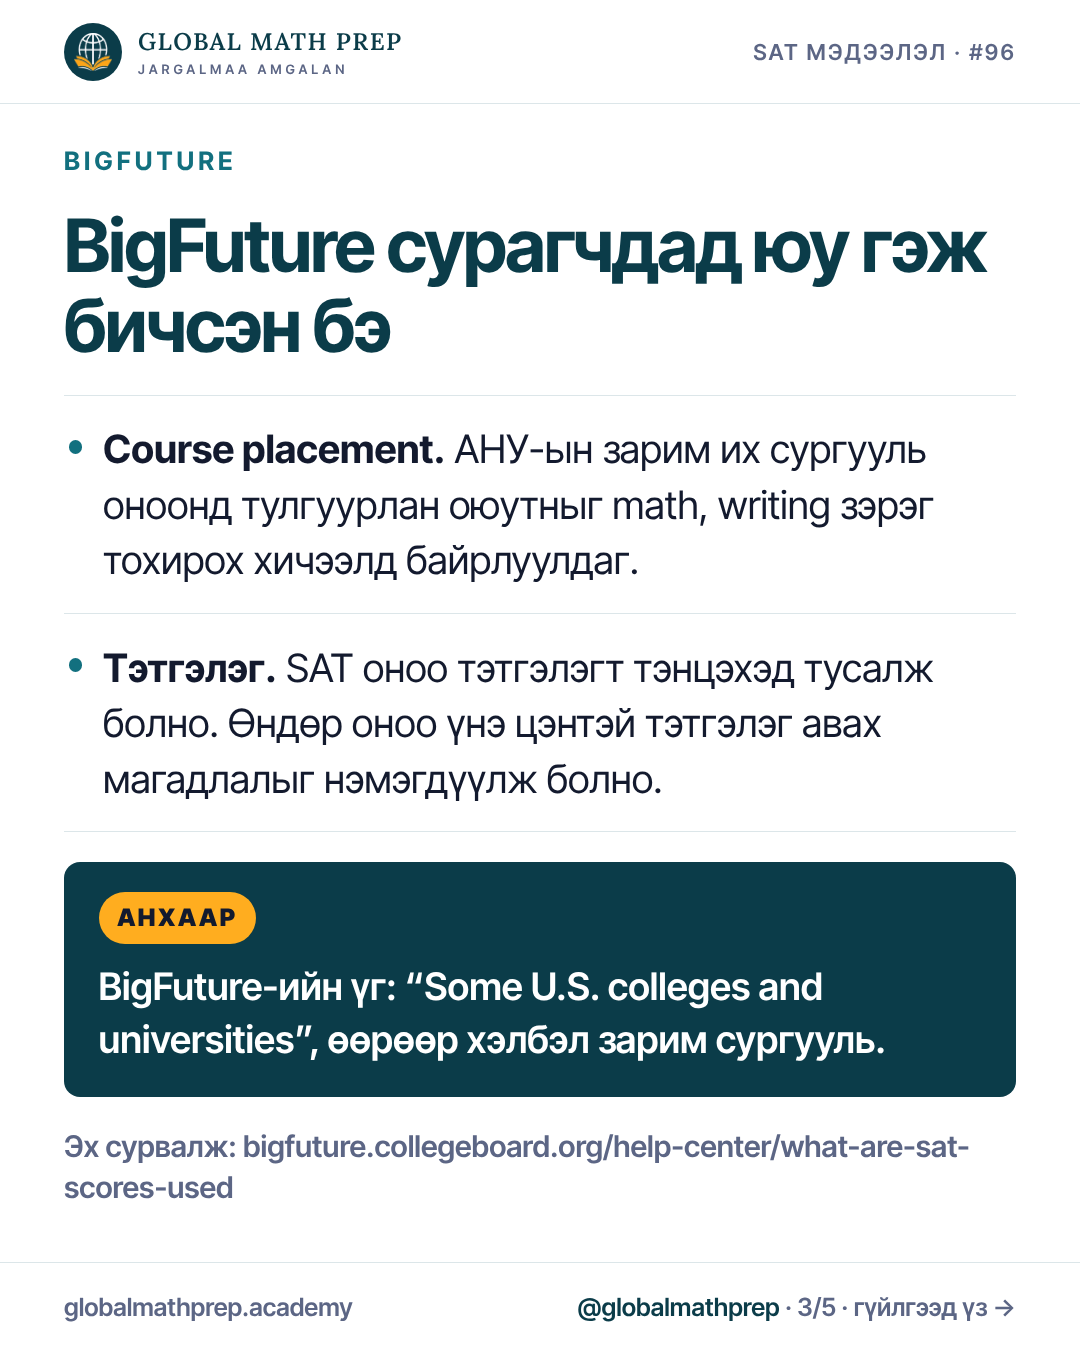 GLOBAL MATH PREP
JARGALMAA AMGALAN
SAT МЭДЭЭЛЭЛ · #96
BIGFUTURE
BigFuture сурагчдад юу гэж
бичсэн бэ
• Course placement. АНУ-ын зарим их сургууль
оноонд тулгуурлан оюутныг math, writing зэрэг
тохирох хичээлд байрлуулдаг.
• Тэтгэлэг. SAT оноо тэтгэлэгт тэнцэхэд тусалж
болно. Өндөр оноо үнэ цэнтэй тэтгэлэг авах
магадлалыг нэмэгдүүлж болно.
АНХААР
BigFuture-ийн үг: “Some U.S. colleges and
universities”, өөрөөр хэлбэл зарим сургууль.
Эх сурвалж: bigfuture.collegeboard.org/help-center/what-are-sat-
scores-used
globalmathprep.academy
@globalmathprep · 3/5 · гүйлгээд үз →